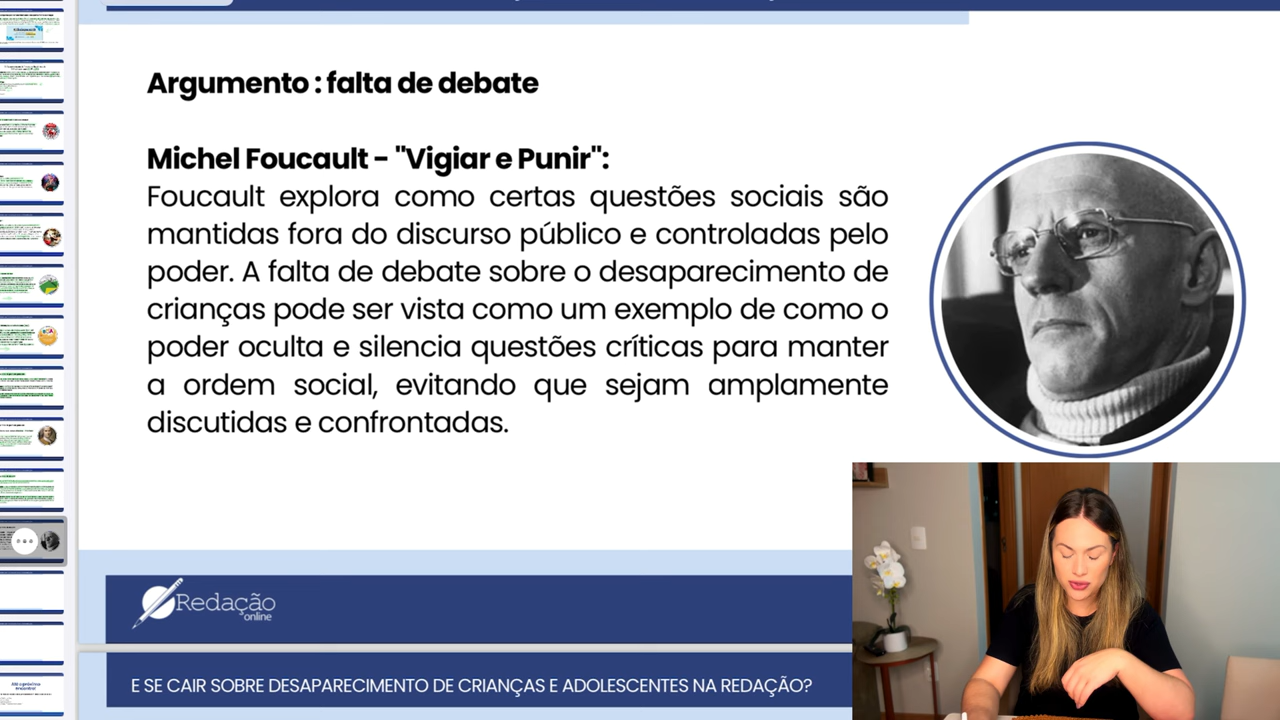 Argumento : falta de debate
Michel Foucault - "Vigiar e Punir":
Foucault explora como certas questões sociais são
mantidas fora do discurso público e controladas pelo
poder. A falta de debate sobre o desaparecimento de
crianças pode ser vista como um exemplo de como o
poder oculta e silencia questões críticas para manter
a ordem social, evitando que sejam amplamente
discutidas e confrontadas.
Redação
online
E SE CAIR SOBRE DESAPARECIMENTO DE CRIANÇAS E ADOLESCENTES NA REDAÇÃO?